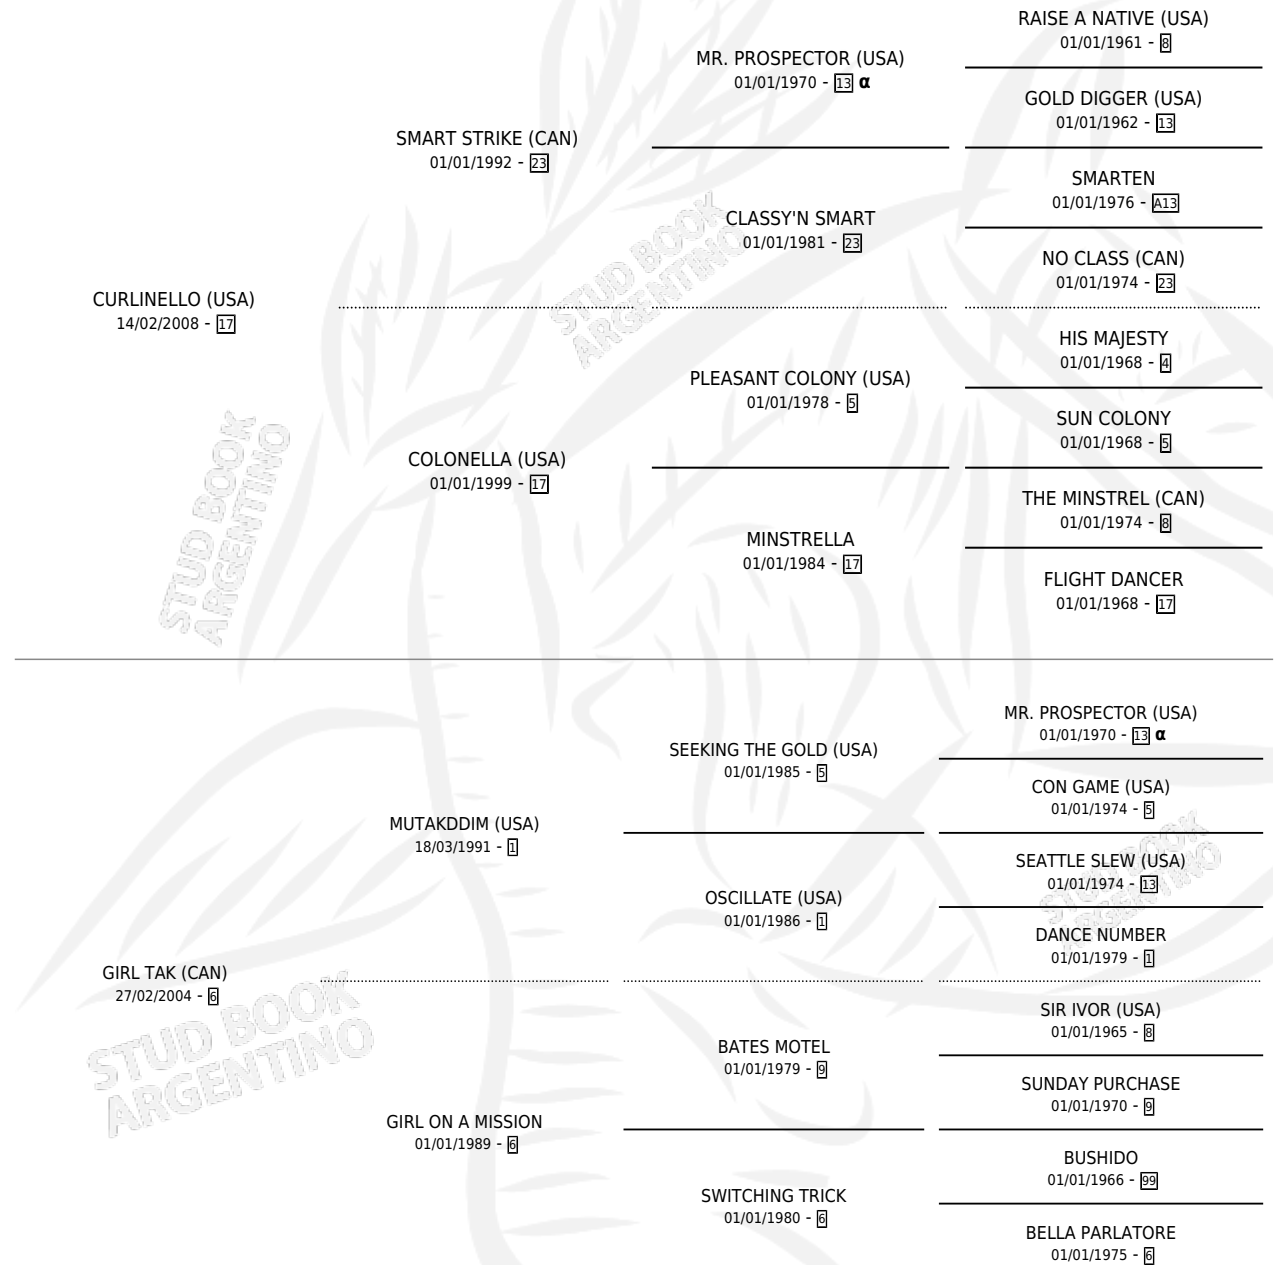 RAISE A NATIVE (USA)
01/01/1961 - 8
MR. PROSPECTOR (USA)
01/01/1970 - 13 α
GOLD DIGGER (USA)
01/01/1962 - 13
SMART STRIKE (CAN)
01/01/1992 - 23
SMARTEN
01/01/1976 - A13
CLASSY'N SMART
01/01/1981 - 23
NO CLASS (CAN)
01/01/1974 - 23
CURLINELLO (USA)
14/02/2008 - 17
HIS MAJESTY
01/01/1968 - 4
PLEASANT COLONY (USA)
01/01/1978 - 5
SUN COLONY
01/01/1968 - 5
COLONELLA (USA)
01/01/1999 - 17
THE MINSTREL (CAN)
01/01/1974 - 8
MINSTRELLA
01/01/1984 - 17
FLIGHT DANCER
01/01/1968 - 17
MR. PROSPECTOR (USA)
01/01/1970 - 13 α
SEEKING THE GOLD (USA)
01/01/1985 - 5
CON GAME (USA)
01/01/1974 - 5
MUTAKDDIM (USA)
18/03/1991 - 1
SEATTLE SLEW (USA)
01/01/1974 - 13
OSCILLATE (USA)
01/01/1986 - 1
DANCE NUMBER
01/01/1979 - 1
GIRL TAK (CAN)
27/02/2004 - 6
SIR IVOR (USA)
01/01/1965 - 8
BATES MOTEL
01/01/1979 - 9
SUNDAY PURCHASE
01/01/1970 - 9
GIRL ON A MISSION
01/01/1989 - 6
BUSHIDO
01/01/1966 - 99
SWITCHING TRICK
01/01/1980 - 6
BELLA PARLATORE
01/01/1975 - 6
STUD BOOK
ARGENTINO
STUD BOOK
ARGENTINO
STUD BOOK
ARGENTINO
STUD BOOK
ARGENTINO